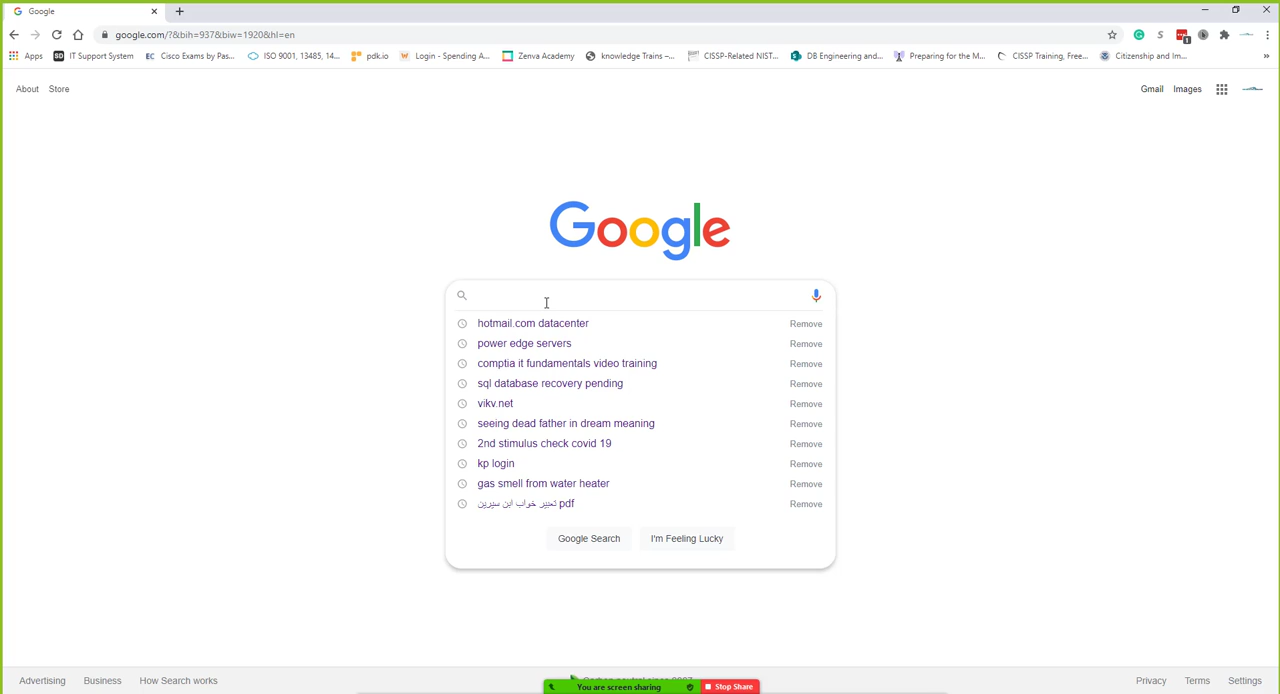 Google
google.com/?&bih=937&biw=1920&hl=en
Apps IT Support System EC Cisco Exams by Pas... ISO 9001, 13485, 14... pdk.io Login - Spending A... Zenva Academy knowledge Trains –... CISSP-Related NIST... DB Engineering and... Preparing for the M... CISSP Training, Free... Citizenship and Im... »
About Store Gmail Images
Google
hotmail.com datacenter Remove
power edge servers Remove
comptia it fundamentals video training Remove
sql database recovery pending Remove
vikv.net Remove
seeing dead father in dream meaning Remove
2nd stimulus check covid 19 Remove
kp login Remove
gas smell from water heater Remove
تعبیر خواب ابن سیرین pdf Remove
Google Search I'm Feeling Lucky
Advertising Business How Search works Privacy Terms Settings
You are screen sharing Stop Share